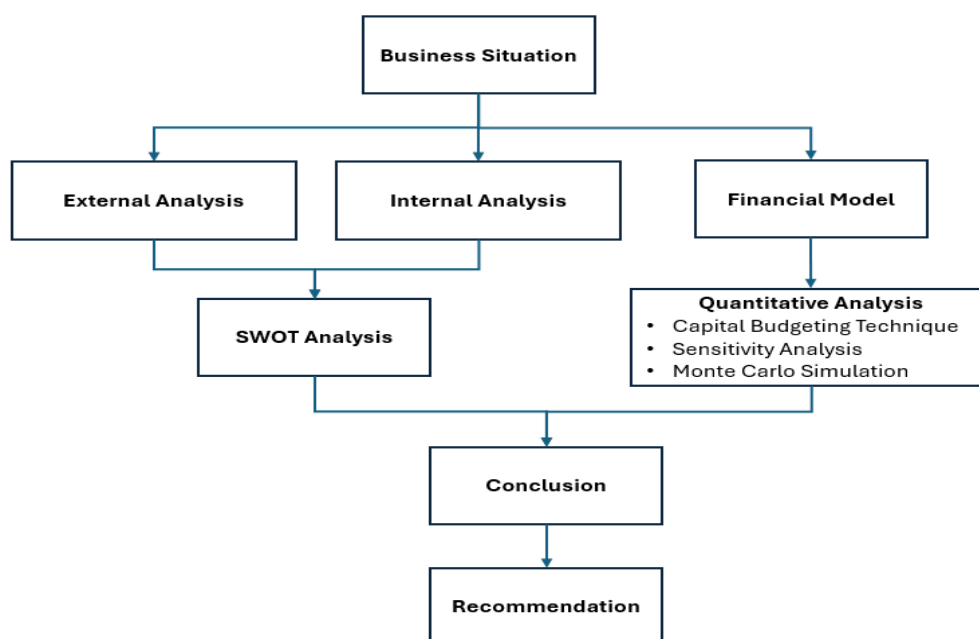 Business Situation
External Analysis
Internal Analysis
Financial Model
SWOT Analysis
Quantitative Analysis
• Capital Budgeting Technique
• Sensitivity Analysis
• Monte Carlo Simulation
Conclusion
Recommendation